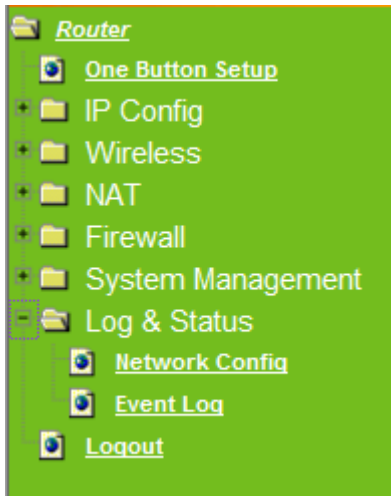 Router
One Button Setup
IP Config
Wireless
NAT
Firewall
System Management
Log & Status
Network Config
Event Log
Logout